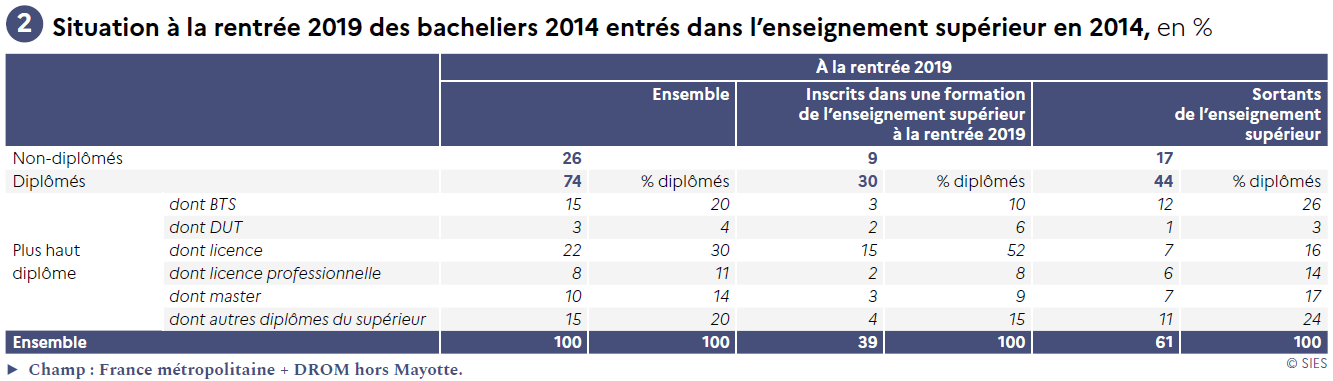 2 Situation à la rentrée 2019 des bacheliers 2014 entrés dans l’enseignement supérieur en 2014, en %
À la rentrée 2019
Ensemble
Inscrits dans une formation
de l’enseignement supérieur
à la rentrée 2019
Sortants
de l’enseignement
supérieur
Non-diplômés 26 9 17
Diplômés 74 % diplômés 30 % diplômés 44 % diplômés
dont BTS 15 20 3 10 12 26
dont DUT 3 4 2 6 1 3
Plus haut dont licence 22 30 15 52 7 16
diplôme dont licence professionnelle 8 11 2 8 6 14
dont master 10 14 3 9 7 17
dont autres diplômes du supérieur 15 20 4 15 11 24
Ensemble 100 100 39 100 61 100
► Champ : France métropolitaine + DROM hors Mayotte.
© SIES